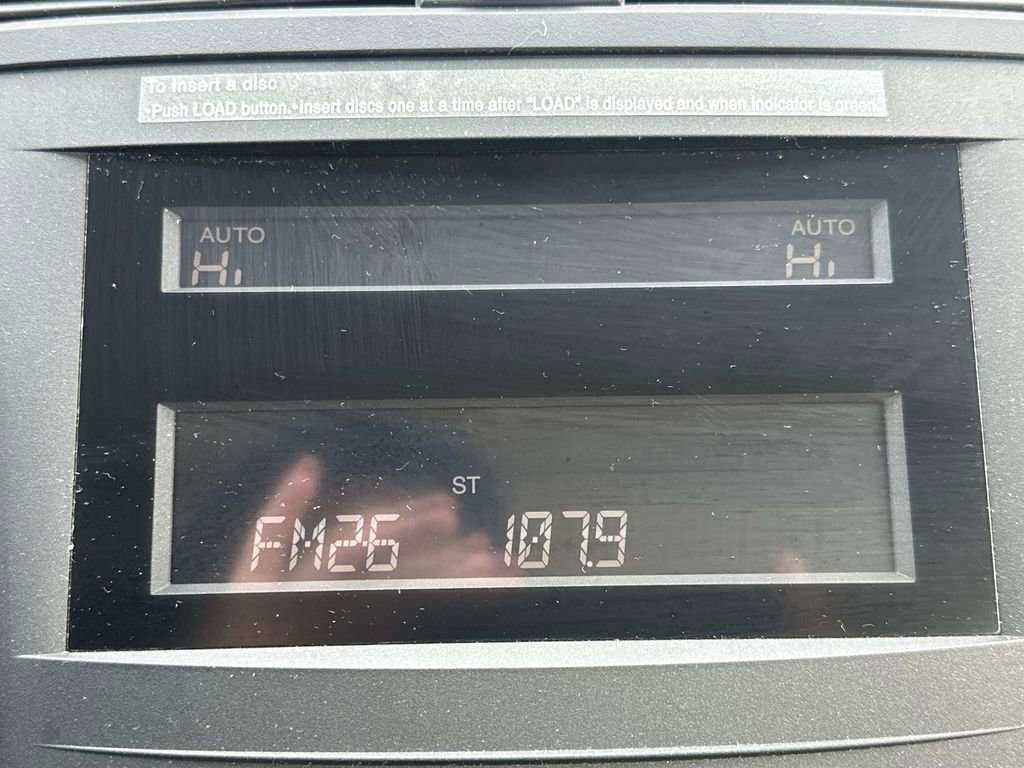 To insert a disc
•Push LOAD button.•Insert discs one at a time after "LOAD" is displayed and when indicator is green.
AUTO AUTO
Hi Hi
ST
FM26 107.9